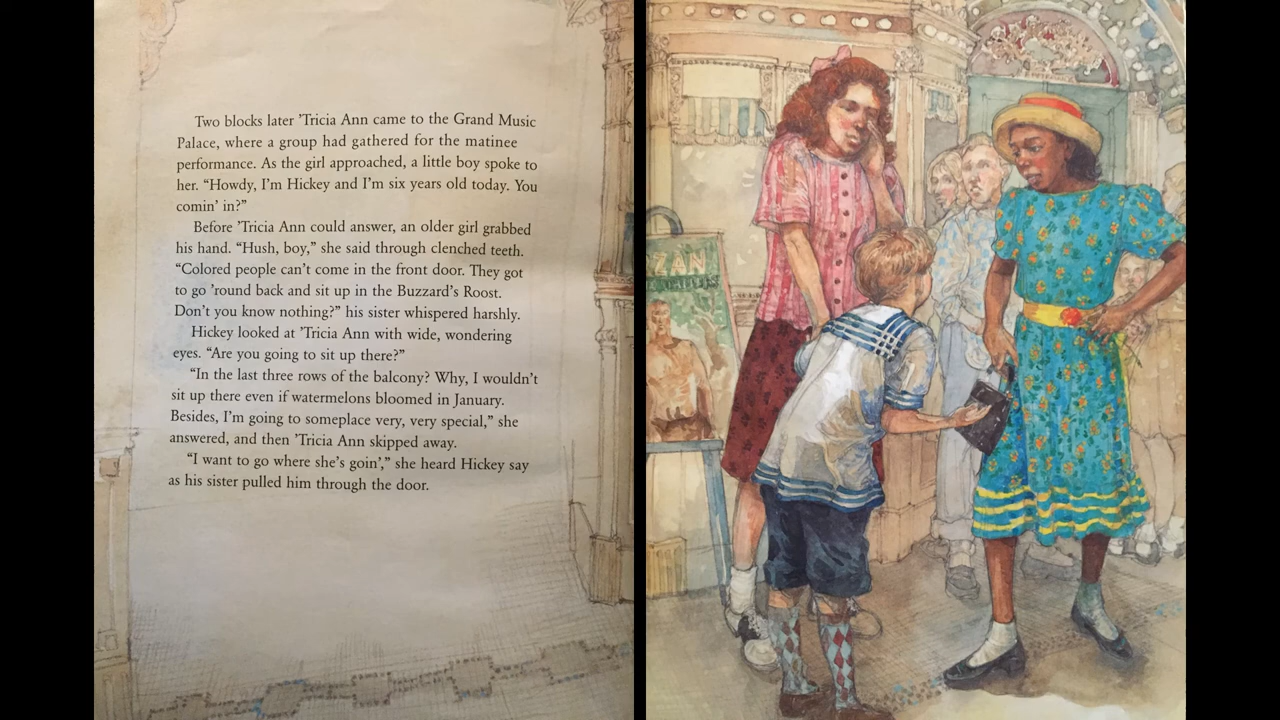 Two blocks later ’Tricia Ann came to the Grand Music
Palace, where a group had gathered for the matinee
performance. As the girl approached, a little boy spoke to
her. “Howdy, I’m Hickey and I’m six years old today. You
comin’ in?”
Before ’Tricia Ann could answer, an older girl grabbed
his hand. “Hush, boy,” she said through clenched teeth.
“Colored people can’t come in the front door. They got
to go ’round back and sit up in the Buzzard’s Roost.
Don’t you know nothing?” his sister whispered harshly.
Hickey looked at ’Tricia Ann with wide, wondering
eyes. “Are you going to sit up there?”
“In the last three rows of the balcony? Why, I wouldn’t
sit up there even if watermelons bloomed in January.
Besides, I’m going to someplace very, very special,” she
answered, and then ’Tricia Ann skipped away.
“I want to go where she’s goin’,” she heard Hickey say
as his sister pulled him through the door.
ZAN